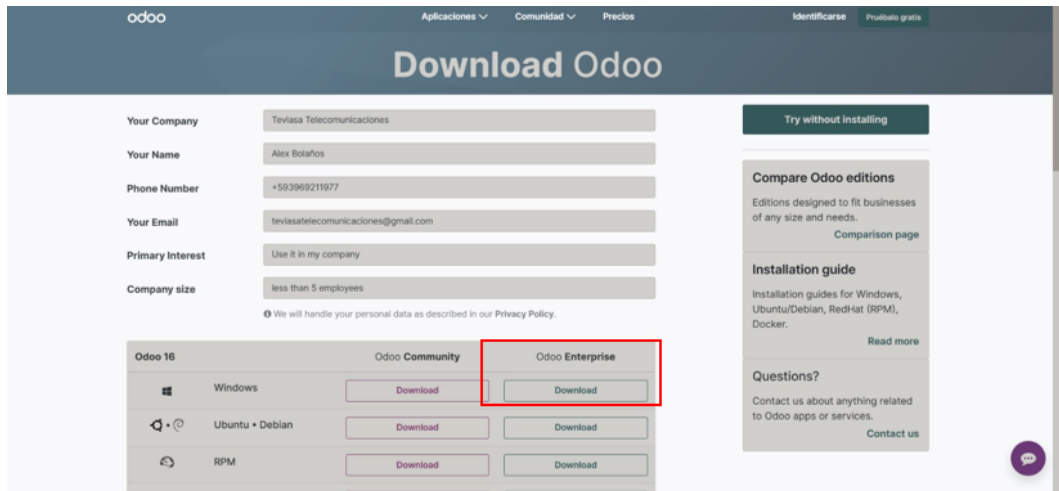 odoo
Aplicaciones
Comunidad
Precios
Identificarse
Pruébalo gratis
Download Odoo
Your Company
Teviasa Telecomunicaciones
Your Name
Alex Bolaños
Phone Number
+593969211977
Your Email
teviasatelecomunicaciones@gmail.com
Primary Interest
Use it in my company
Company size
less than 5 employees
We will handle your personal data as described in our Privacy Policy.
Odoo 16
Odoo Community
Odoo Enterprise
Windows
Download
Download
Ubuntu • Debian
Download
Download
RPM
Download
Download
Try without installing
Compare Odoo editions
Editions designed to fit businesses
of any size and needs.
Comparison page
Installation guide
Installation guides for Windows,
Ubuntu/Debian, RedHat (RPM),
Docker.
Read more
Questions?
Contact us about anything related
to Odoo apps or services.
Contact us